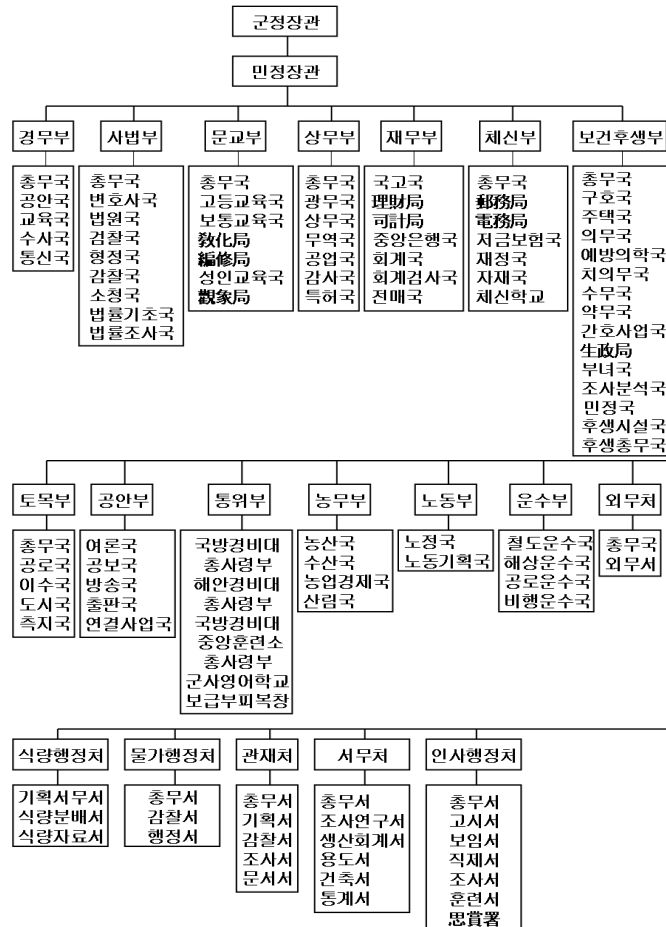 군정장관
민정장관
경무부 사법부 문교부 상무부 재무부 체신부 보건후생부
총무국
공안국
교육국
수사국
통신국
총무국
변호사국
법원국
검찰국
형정국
감찰국
소청국
법률기초국
법률조사국
총무국
고등교육국
보통교육국
敎化局
編修局
성인교육국
觀象局
총무국
광무국
상무국
무역국
공업국
감사국
특허국
국고국
理財局
司計局
중앙은행국
회계국
회계검사국
전매국
총무국
郵務局
電務局
저금보험국
재정국
자재국
체신학교
총무국
구호국
주택국
의무국
예방의학국
치의무국
수무국
약무국
간호사업국
生政局
부녀국
조사분석국
민정국
후생시설국
후생총무국
토목부 공안부 통위부 농무부 노동부 운수부 외무처
총무국
공로국
이수국
도시국
측지국
여론국
공보국
방송국
출판국
연결사업국
국방경비대
총사령부
해안경비대
총사령부
국방경비대
중앙훈련소
총사령부
군사영어학교
보급부피복창
농산국
수산국
농업경제국
산림국
노정국
노동기획국
철도운수국
해상운수국
공로운수국
비행운수국
총무국
외무서
식량행정처 물가행정처 관재처 서무처 인사행정처
기획서무서
식량분배서
식량자료서
총무서
감찰서
행정서
총무서
기획서
감찰서
조사서
문서서
총무서
조사연구서
생산회계서
용도서
건축서
통계서
총무서
고시서
보임서
직제서
조사서
훈련서
思賞署